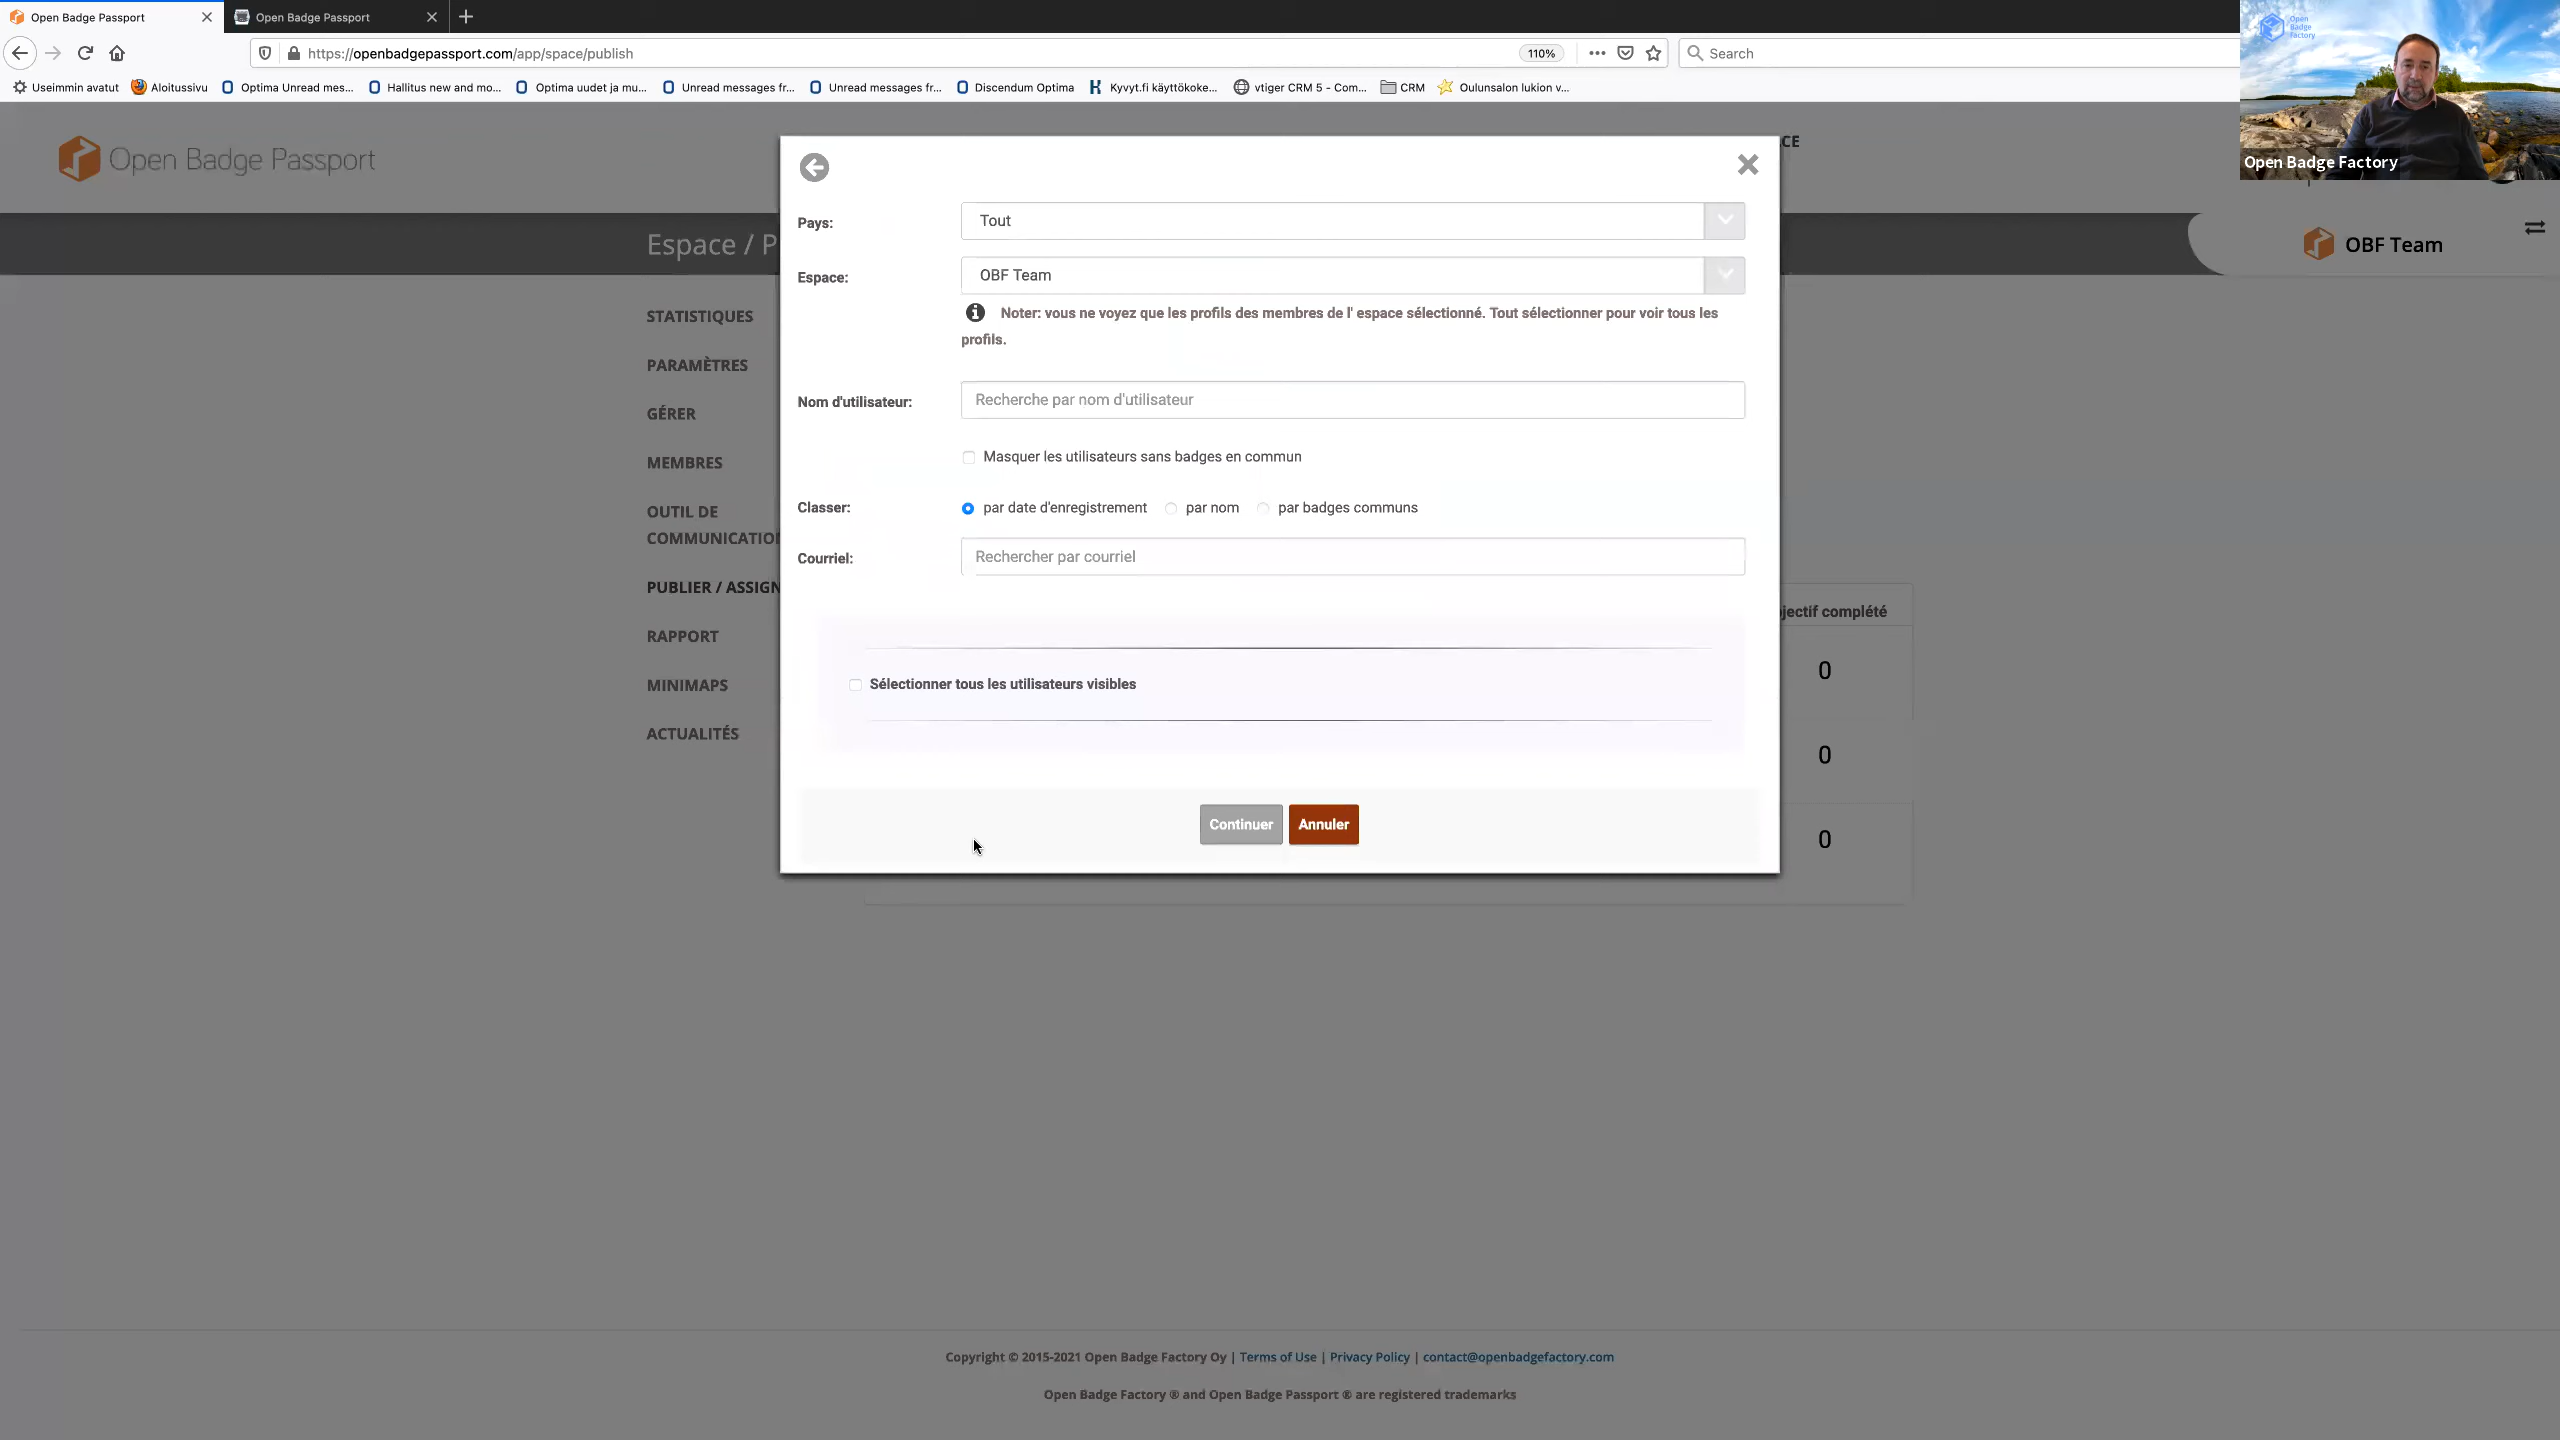 Open Badge Passport
Open Badge Passport
https://openbadgepassport.com/app/space/publish
110%
Search
Useimmin avatut
Aloitussivu
Optima Unread mes...
Hallitus new and mo...
Optima uudet ja mu...
Unread messages fr...
Unread messages fr...
Discendum Optima
Kyvyt.fi käyttökoke...
vtiger CRM 5 - Com...
CRM
Oulunsalon lukion v...
Open
Badge
Factory
Open Badge Factory
Open Badge Passport
CE
Espace / P
OBF Team
STATISTIQUES
PARAMÈTRES
GÉRER
MEMBRES
OUTIL DE
COMMUNICATION
PUBLIER / ASSIGN
RAPPORT
MINIMAPS
ACTUALITÉS
Pays:
Tout
Espace:
OBF Team
Noter: vous ne voyez que les profils des membres de l' espace sélectionné. Tout sélectionner pour voir tous les
profils.
Nom d'utilisateur:
Recherche par nom d'utilisateur
Masquer les utilisateurs sans badges en commun
Classer:
par date d'enregistrement
par nom
par badges communs
Courriel:
Rechercher par courriel
Sélectionner tous les utilisateurs visibles
Continuer
Annuler
jectif complété
0
0
0
Copyright © 2015-2021 Open Badge Factory Oy | Terms of Use | Privacy Policy | contact@openbadgefactory.com
Open Badge Factory ® and Open Badge Passport ® are registered trademarks